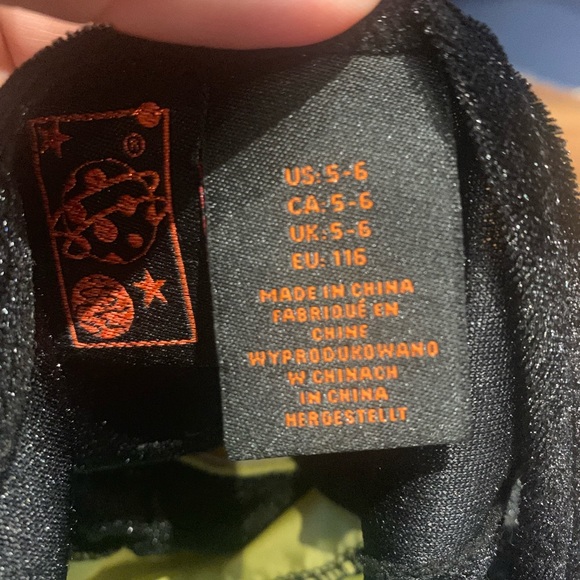 ®
US: 5-6
CA: 5-6
UK: 5-6
EU: 116
MADE IN CHINA
FABRIQUÉ EN
CHINE
WYPRODUKOWANO
W CHINACH
IN CHINA
HERGESTELLT